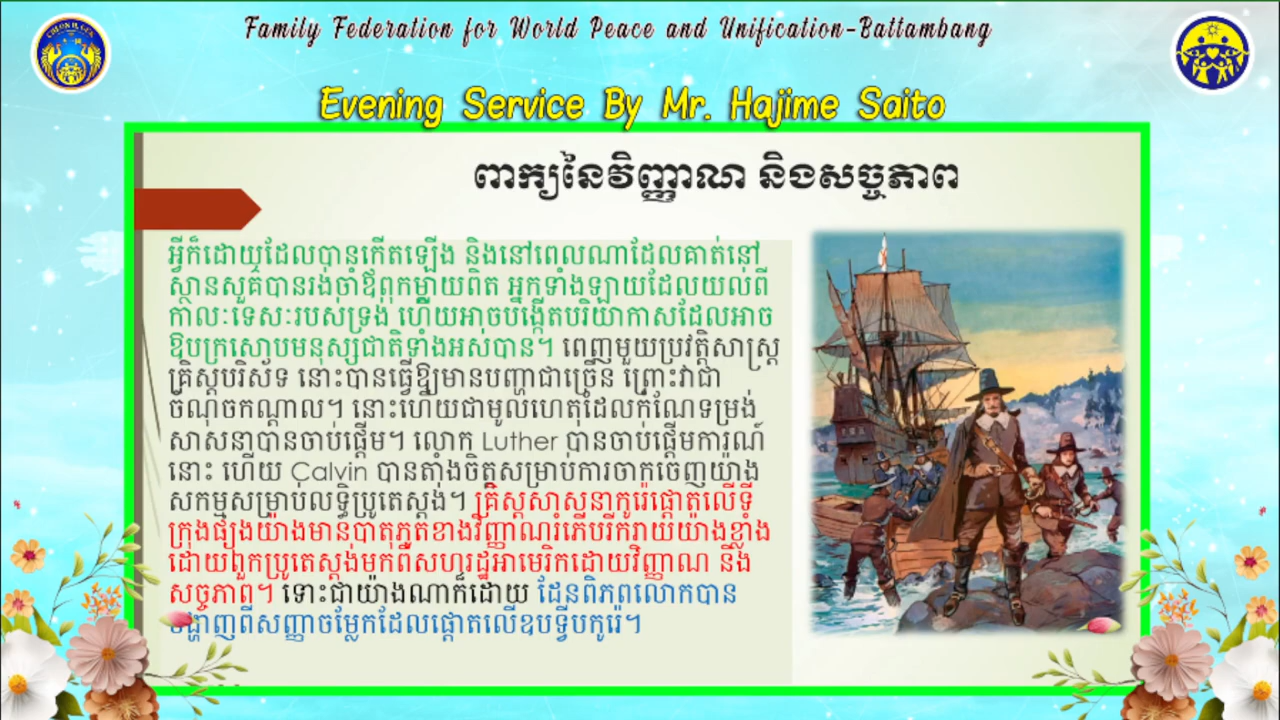 Family Federation for World Peace and Unification-Battambang
Evening Service By Mr. Hajime Saito
ពាក្យនៃវិញ្ញាណ និងសច្ចភាព
អ្វីក៏ដោយដែលបានកើតឡើង និងនៅពេលណាដែលគាត់នៅ
ស្ថានសួគ៌បានរង់ចាំឪពុកម្តាយពិត អ្នកទាំងឡាយដែលយល់ពី
កាលៈទេសៈរបស់ទ្រង់ ហើយអាចបង្កើតបរិយាកាសដែលអាច
ឱបក្រសោបមនុស្សជាតិទាំងអស់បាន។ ពេញមួយប្រវត្តិសាស្ត្រ
គ្រិស្តបរិស័ទ នោះបានធ្វើឱ្យមានបញ្ហាជាច្រើន ព្រោះវាជា
ចំណុចកណ្តាល។ នោះហើយជាមូលហេតុដែលកំណែទម្រង់
សាសនាបានចាប់ផ្តើម។ លោក Luther បានចាប់ផ្តើមការណ៍
នោះ ហើយ Calvin បានតាំងចិត្តសម្រាប់ការចាកចេញយ៉ាង
សកម្មសម្រាប់លទ្ធិប្រូតេស្តង់។ គ្រិស្តសាសនាកូរ៉េផ្តោតលើទី
ក្រុងផ្យុងយ៉ាងមានបាតុភូតខាងវិញ្ញាណរំភើបរីករាយយ៉ាងខ្លាំង
ដោយពួកប្រូតេស្តង់មកពីសហរដ្ឋអាមេរិកដោយវិញ្ញាណ និង
សច្ចភាព។ ទោះជាយ៉ាងណាក៏ដោយ ដែនពិភពលោកបាន
បង្ហាញពីសញ្ញាចម្លែកដែលផ្តោតលើឧបទ្វីបកូរ៉េ។